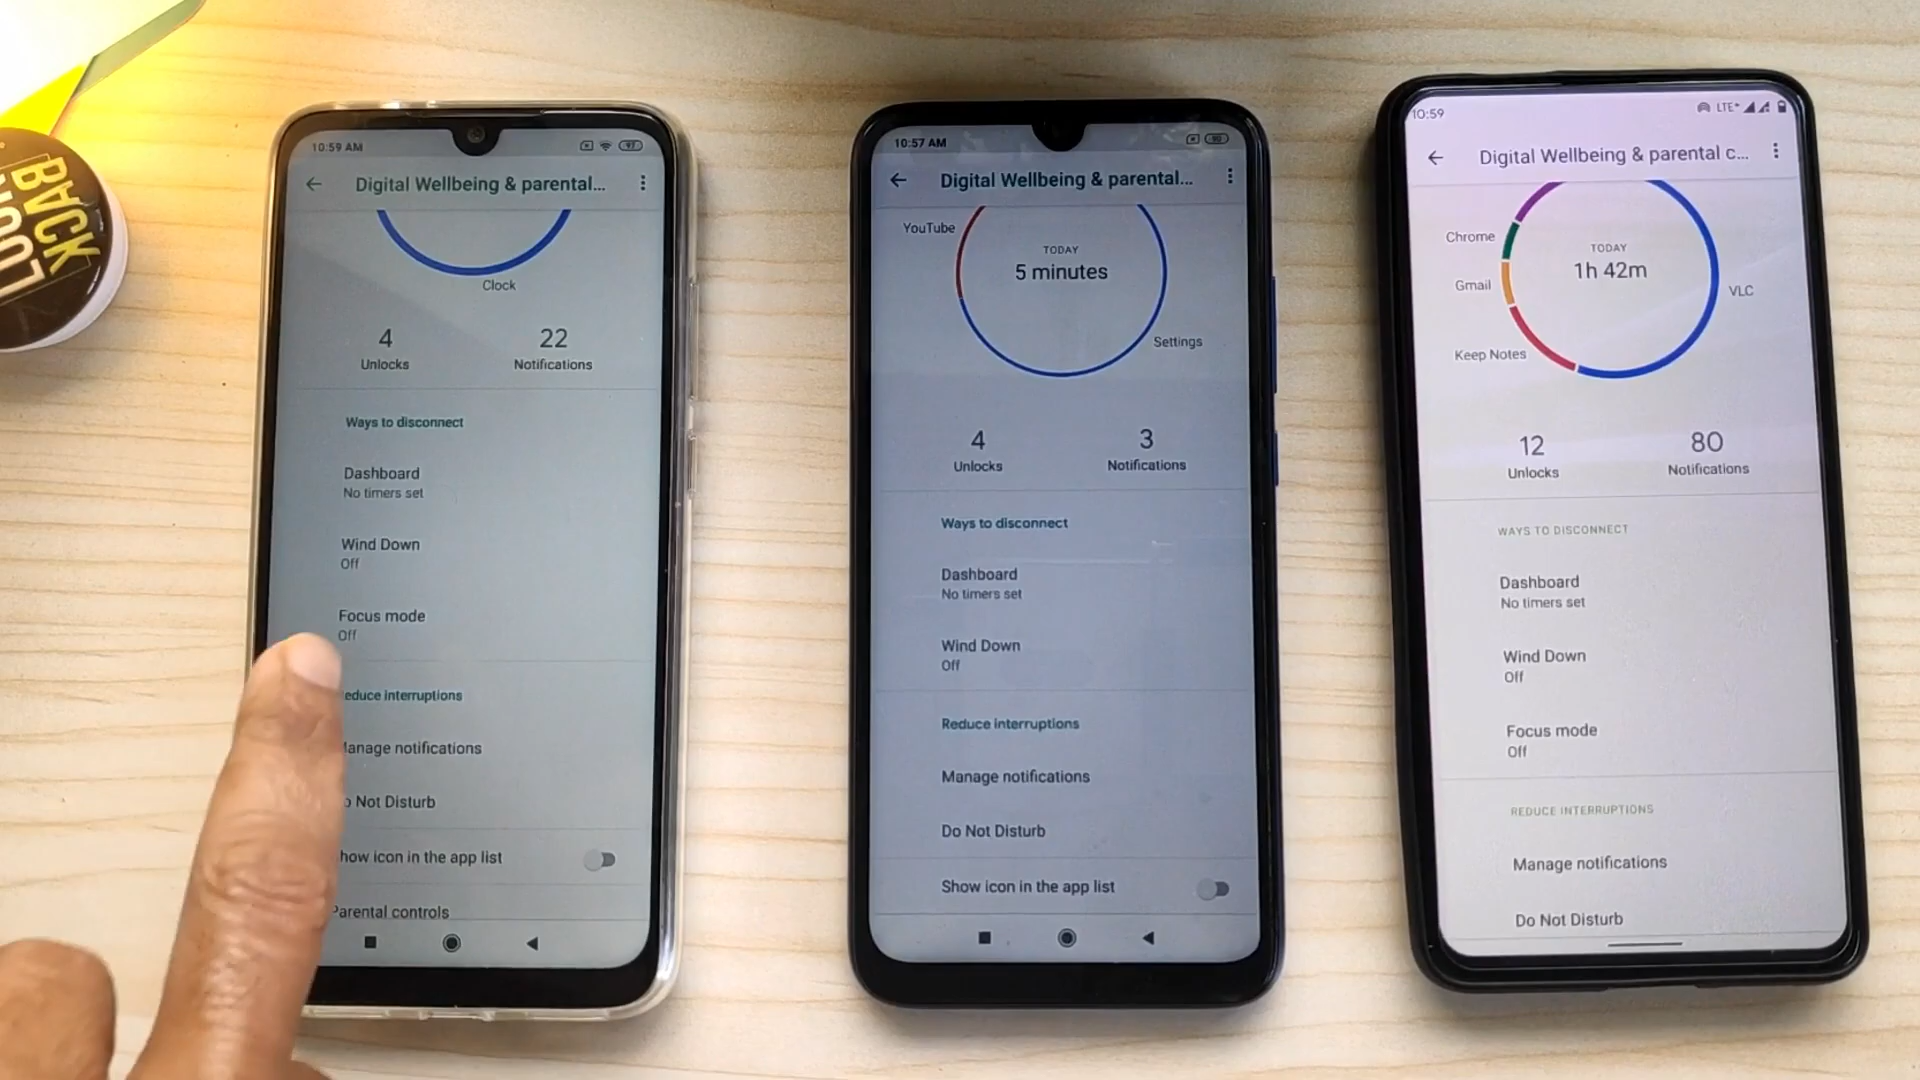 BACK
10:59 AM
97
Digital Wellbeing & parental...
Clock
4
22
Unlocks
Notifications
Ways to disconnect
Dashboard
No timers set
Wind Down
Off
Focus mode
Off
educe interruptions
anage notifications
o Not Disturb
how icon in the app list
Parental controls
10:57 AM
90
Digital Wellbeing & parental...
YouTube
TODAY
5 minutes
Settings
4
3
Unlocks
Notifications
Ways to disconnect
Dashboard
No timers set
Wind Down
Off
Reduce interruptions
Manage notifications
Do Not Disturb
Show icon in the app list
10:59
LTE+
Digital Wellbeing & parental c...
Chrome
TODAY
1h 42m
Gmail
VLC
Keep Notes
12
80
Unlocks
Notifications
WAYS TO DISCONNECT
Dashboard
No timers set
Wind Down
Off
Focus mode
Off
REDUCE INTERRUPTIONS
Manage notifications
Do Not Disturb